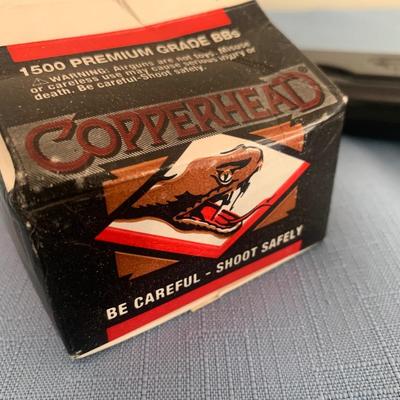 1500 PREMIUM GRADE BBs
⚠ WARNING: Airguns are not toys. Misuse
or careless use may cause serious injury or
death. Be careful-Shoot safely.
COPPERHEAD
BE CAREFUL - SHOOT SAFELY